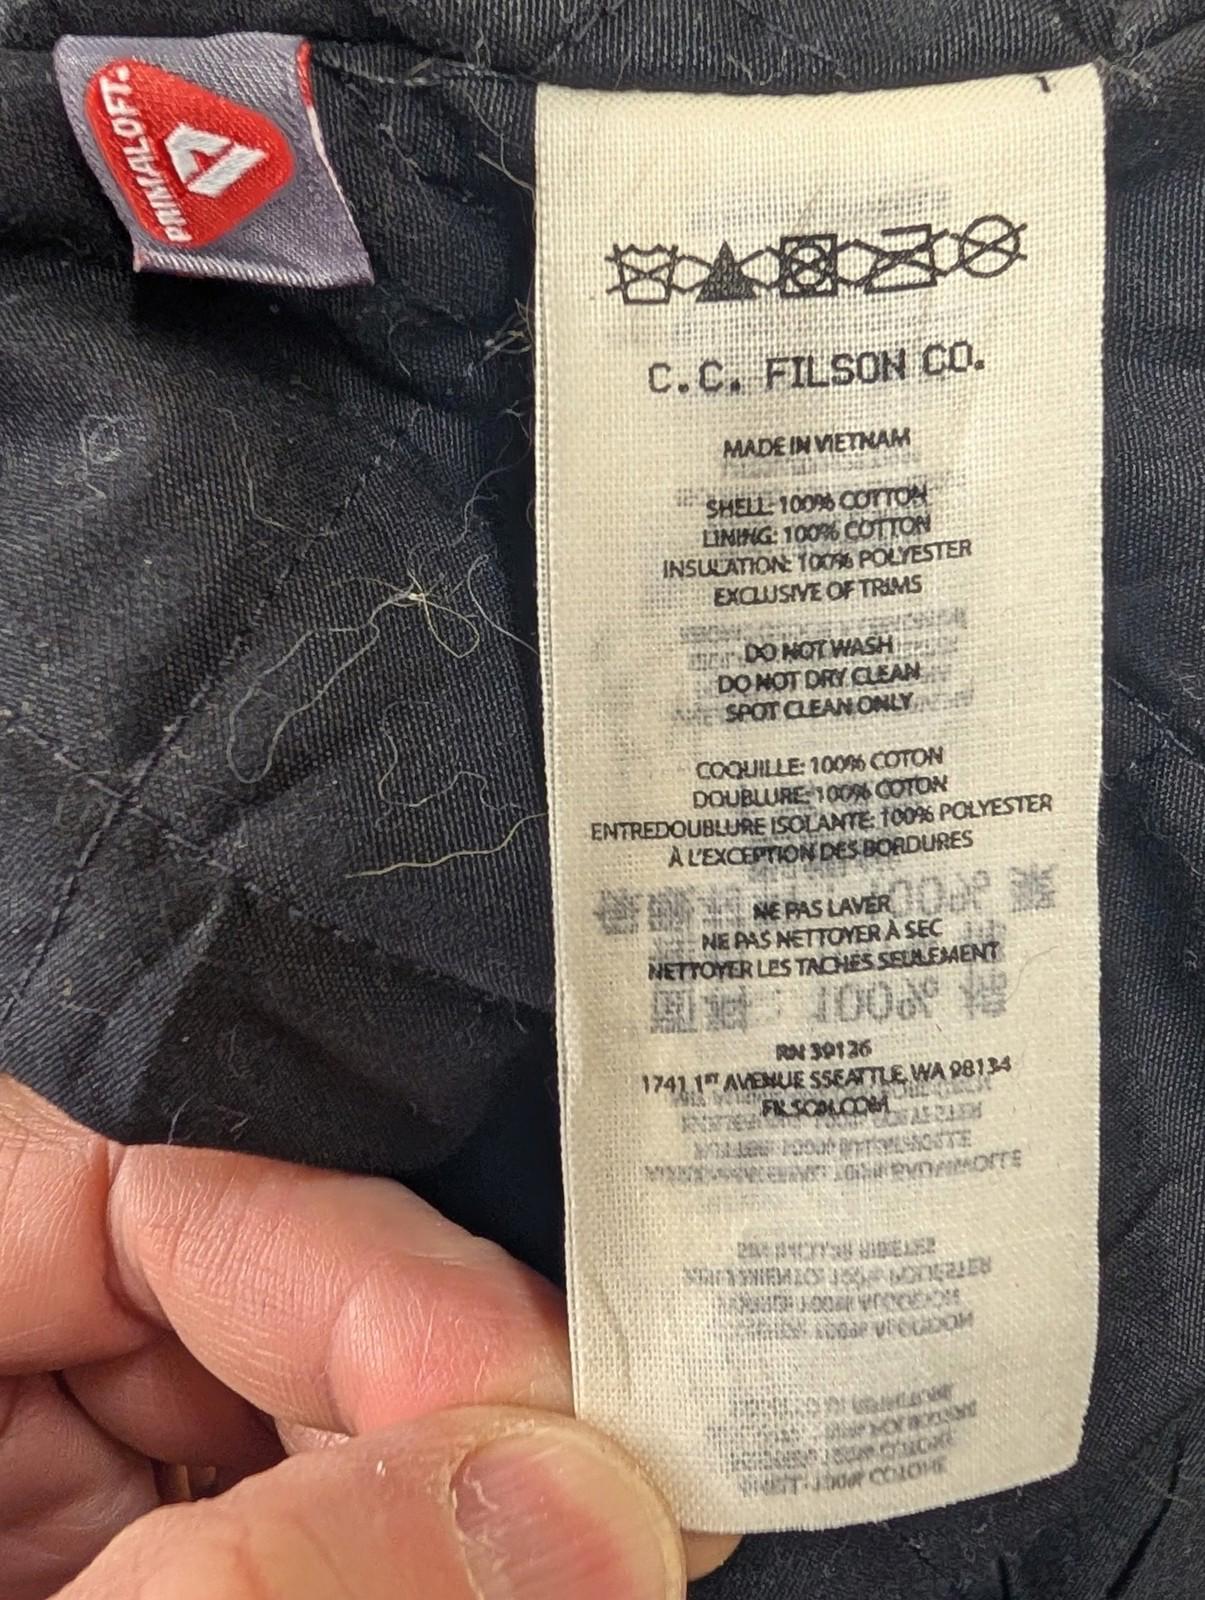 PRIMALOFT.
C.C. FILSON CO.
MADE IN VIETNAM
SHELL: 100% COTTON
LINING: 100% COTTON
INSULATION: 100% POLYESTER
EXCLUSIVE OF TRIMS
DO NOT WASH
DO NOT DRY CLEAN
SPOT CLEAN ONLY
COQUILLE: 100% COTON
DOUBLURE: 100% COTON
ENTREDOUBLURE ISOLANTE: 100% POLYESTER
À L'EXCEPTION DES BORDURES
NE PAS LAVER
NE PAS NETTOYER À SEC
NETTOYER LES TACHES SEULEMENT
RN 39126
1741 1ST AVENUE SSEATTLE, WA 98134
FILSON.COM